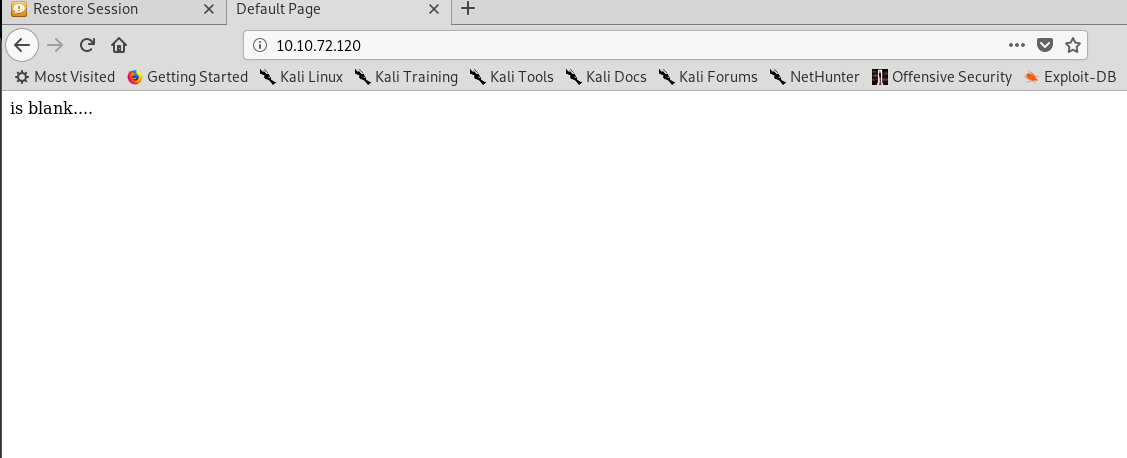 Restore Session
Default Page
10.10.72.120
Most Visited Getting Started Kali Linux Kali Training Kali Tools Kali Docs Kali Forums NetHunter Offensive Security Exploit-DB
is blank....